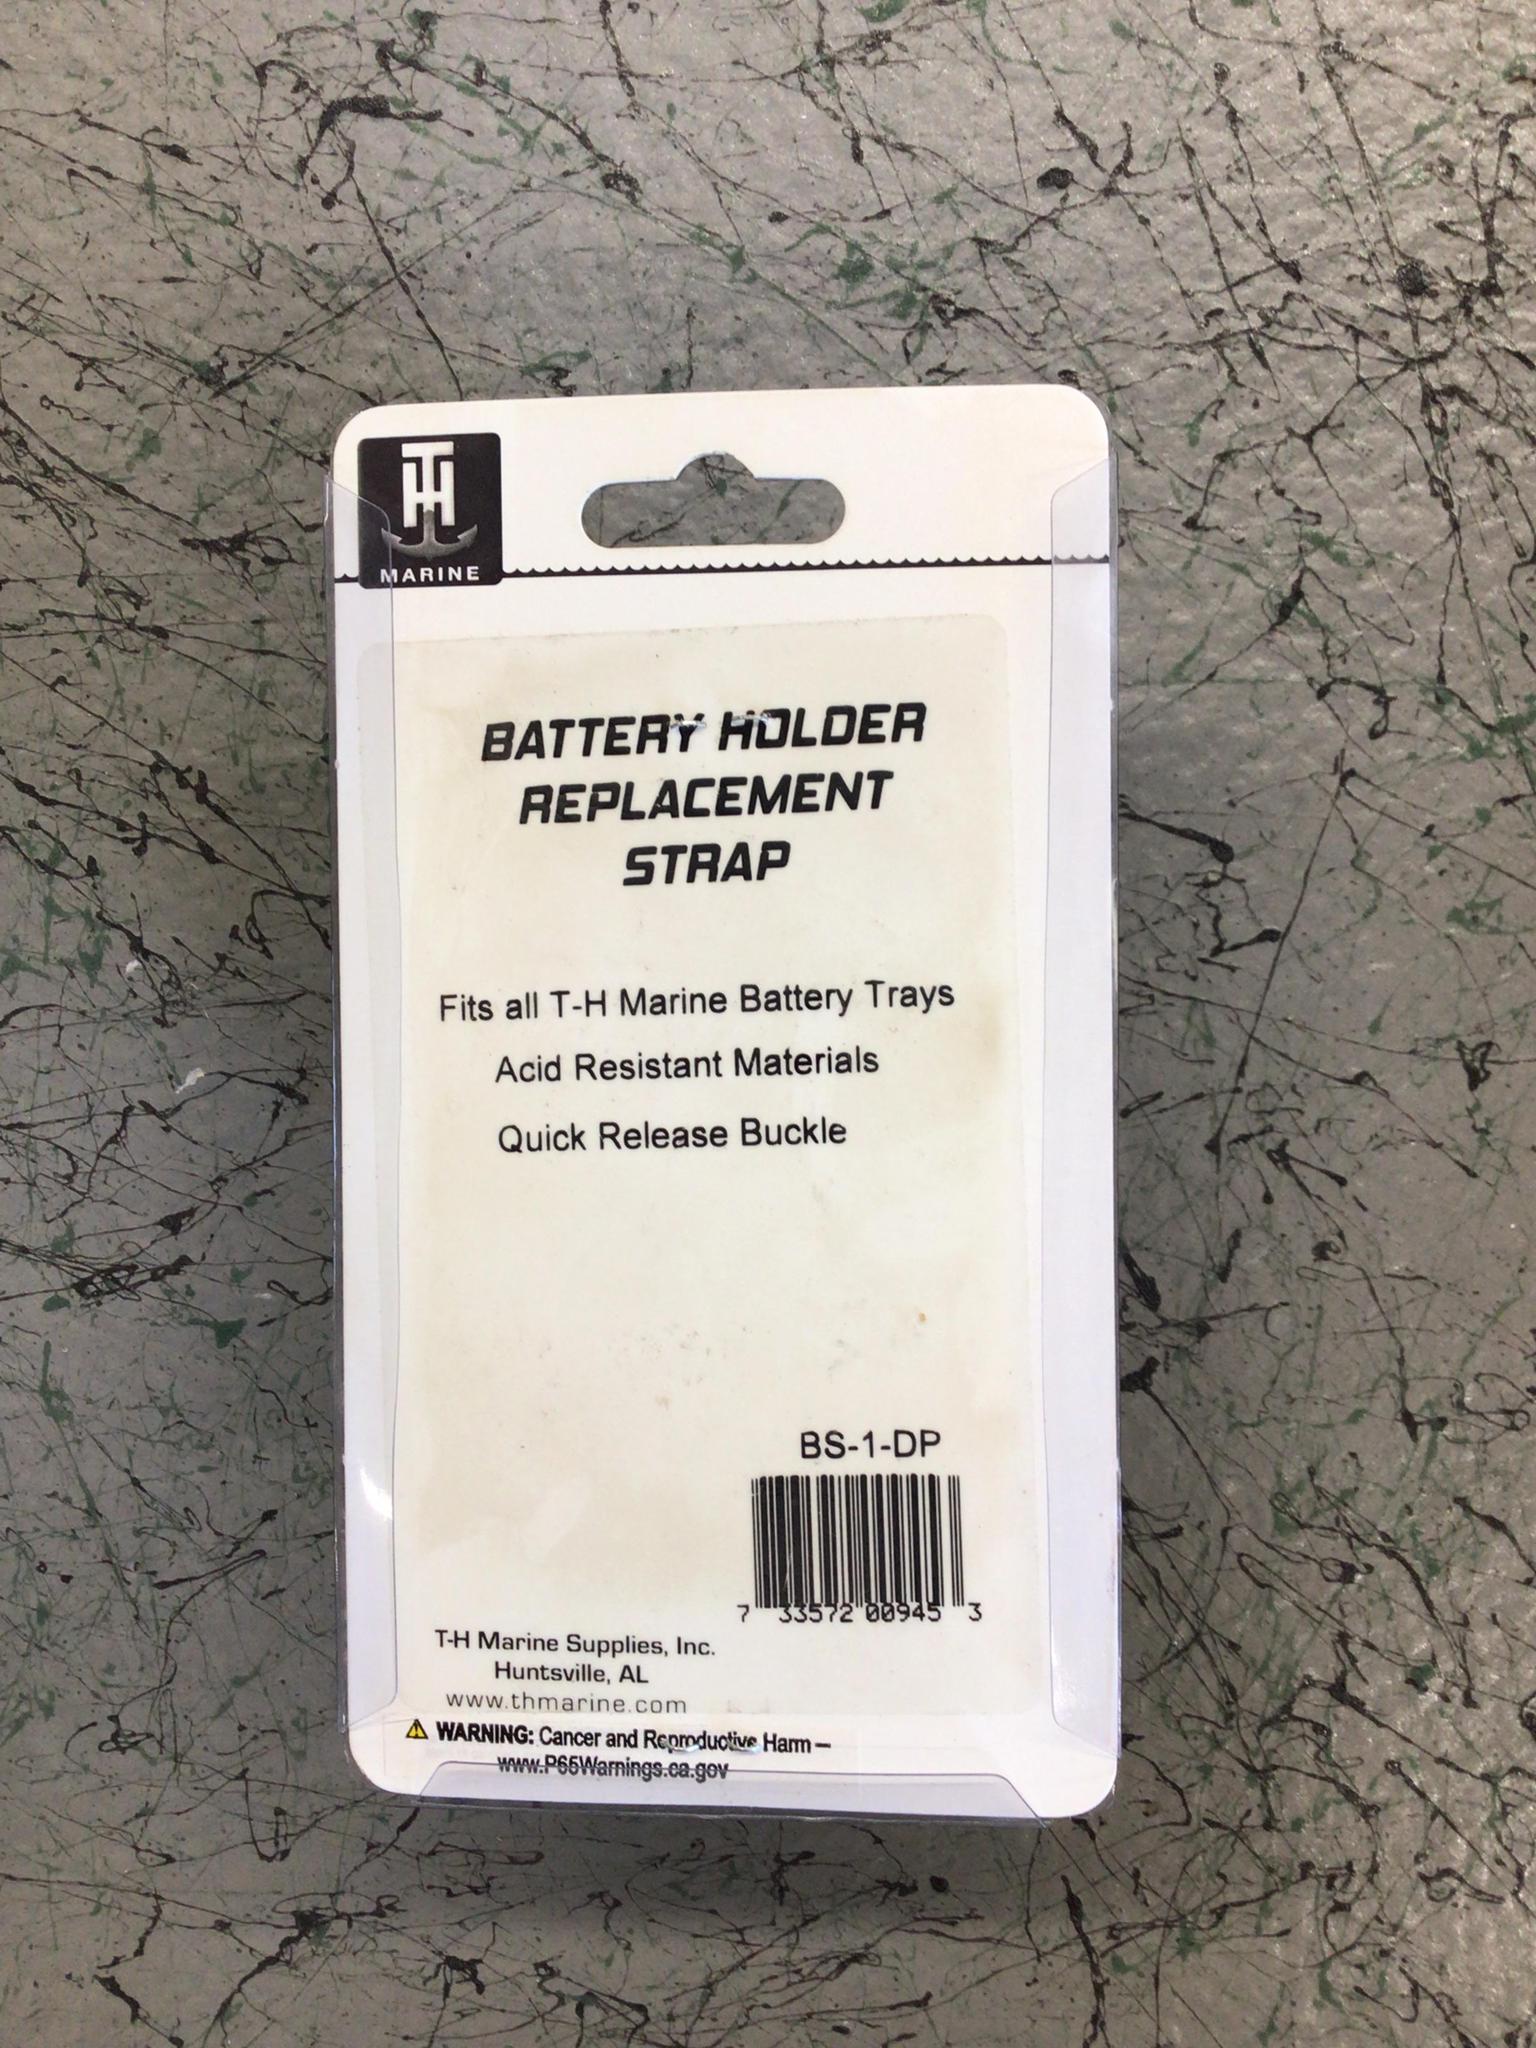 TH
MARINE
BATTERY HOLDER
REPLACEMENT
STRAP
Fits all T-H Marine Battery Trays
Acid Resistant Materials
Quick Release Buckle
BS-1-DP
7 33572 00945 3
T-H Marine Supplies, Inc.
Huntsville, AL
www.thmarine.com
WARNING: Cancer and Reproductive Harm —
www.P65Warnings.ca.gov